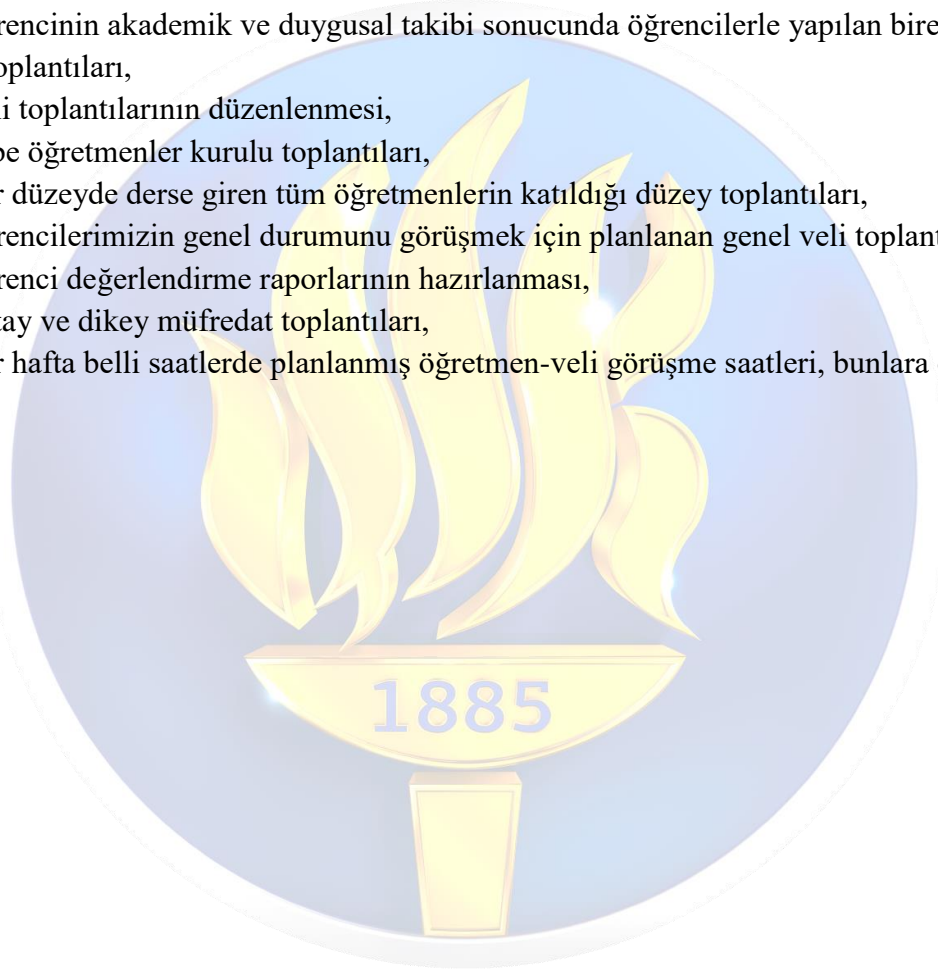 rencinin akademik ve duygusal takibi sonucunda öğrencilerle yapılan bire
oplantıları,
li toplantılarının düzenlenmesi,
be öğretmenler kurulu toplantıları,
r düzeyde derse giren tüm öğretmenlerin katıldığı düzey toplantıları,
rencilerimizin genel durumunu görüşmek için planlanan genel veli toplant
renci değerlendirme raporlarının hazırlanması,
tay ve dikey müfredat toplantıları,
r hafta belli saatlerde planlanmış öğretmen-veli görüşme saatleri, bunlara
1885